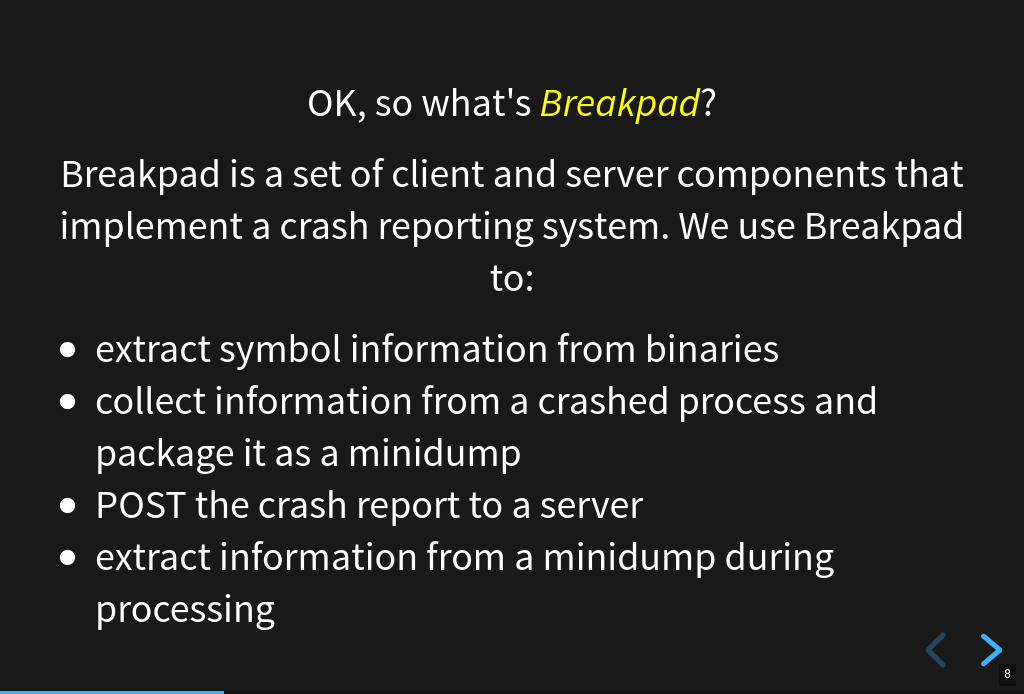 OK, so what's Breakpad?
Breakpad is a set of client and server components that
implement a crash reporting system. We use Breakpad
to:
extract symbol information from binaries
collect information from a crashed process and
package it as a minidump
POST the crash report to a server
extract information from a minidump during
processing
8